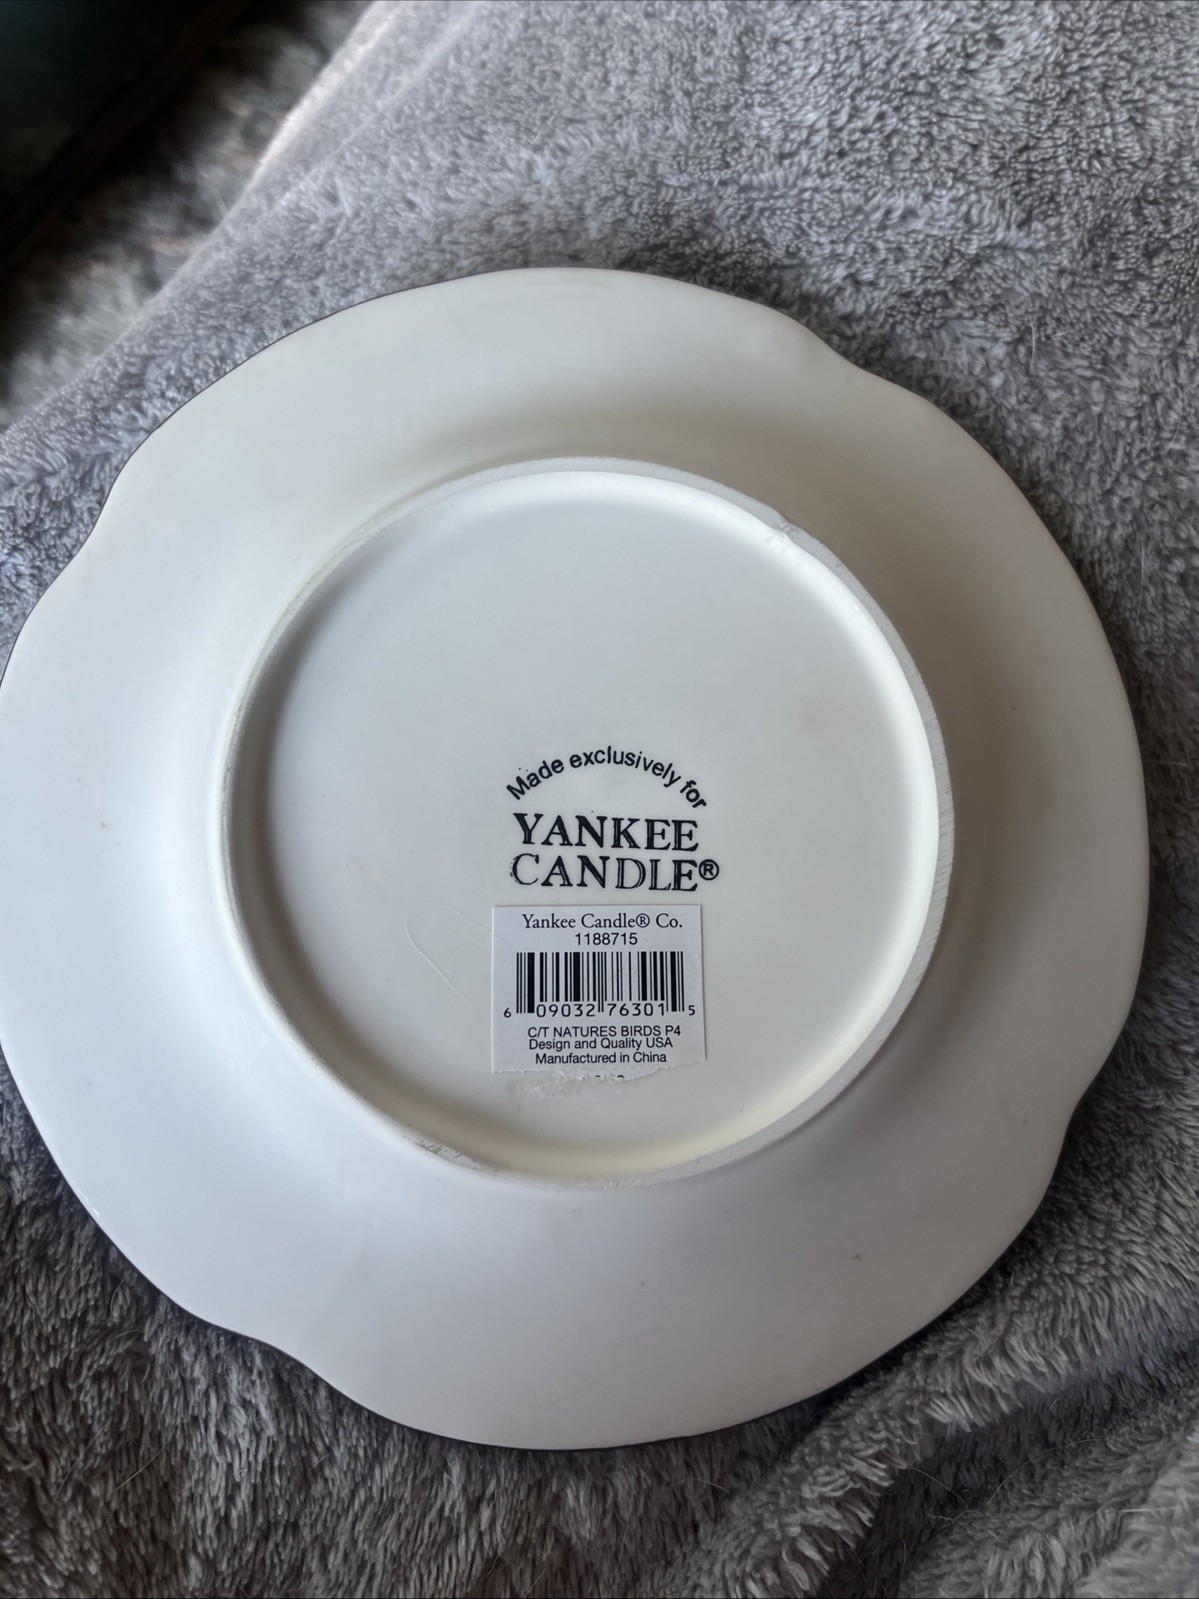 Made exclusively for
YANKEE
CANDLE®
Yankee Candle® Co.
1188715
6 09032 76301 5
C/T NATURES BIRDS P4
Design and Quality USA
Manufactured in China